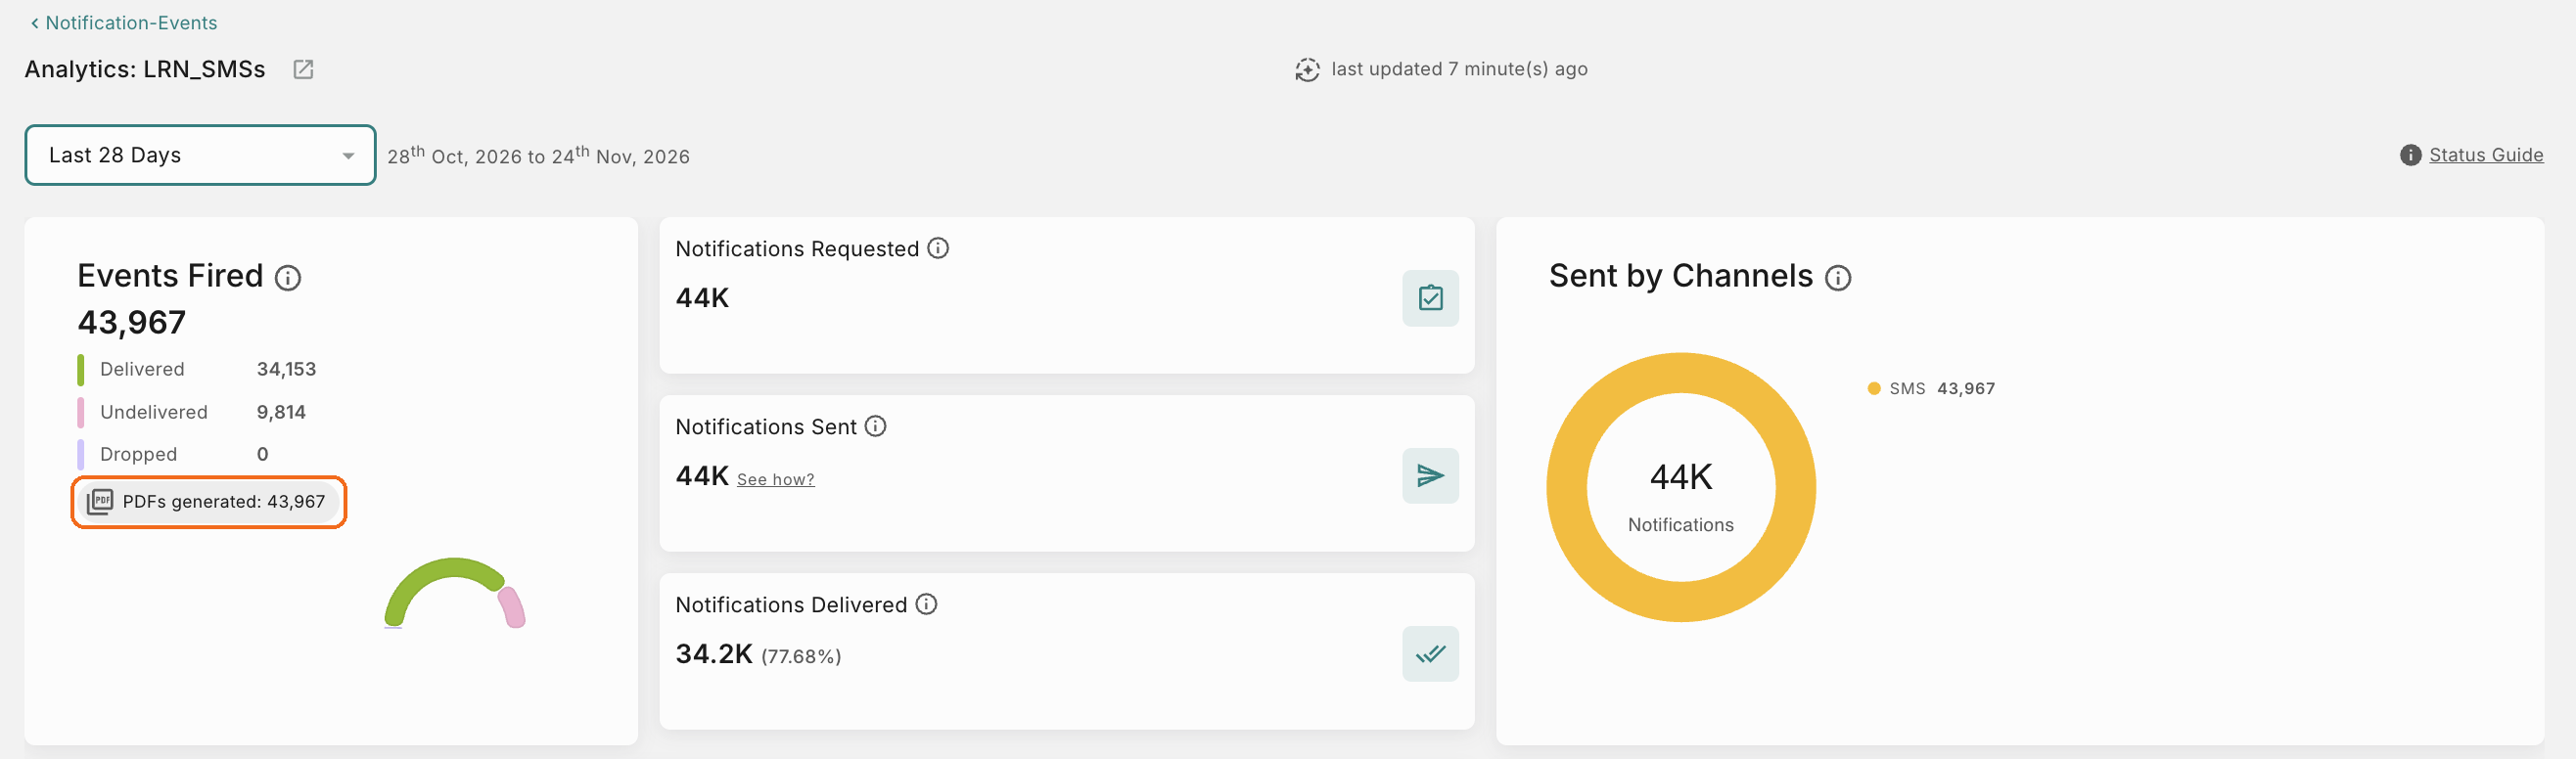 Notification-Events
Analytics: LRN_SMSs
last updated 7 minute(s) ago
Last 28 Days
28th Oct, 2026 to 24th Nov, 2026
Status Guide
Events Fired
43,967
Delivered 34,153
Undelivered 9,814
Dropped 0
PDF PDFs generated: 43,967
Notifications Requested
44K
Notifications Sent
44K See how?
Notifications Delivered
34.2K (77.68%)
Sent by Channels
44K
Notifications
SMS 43,967